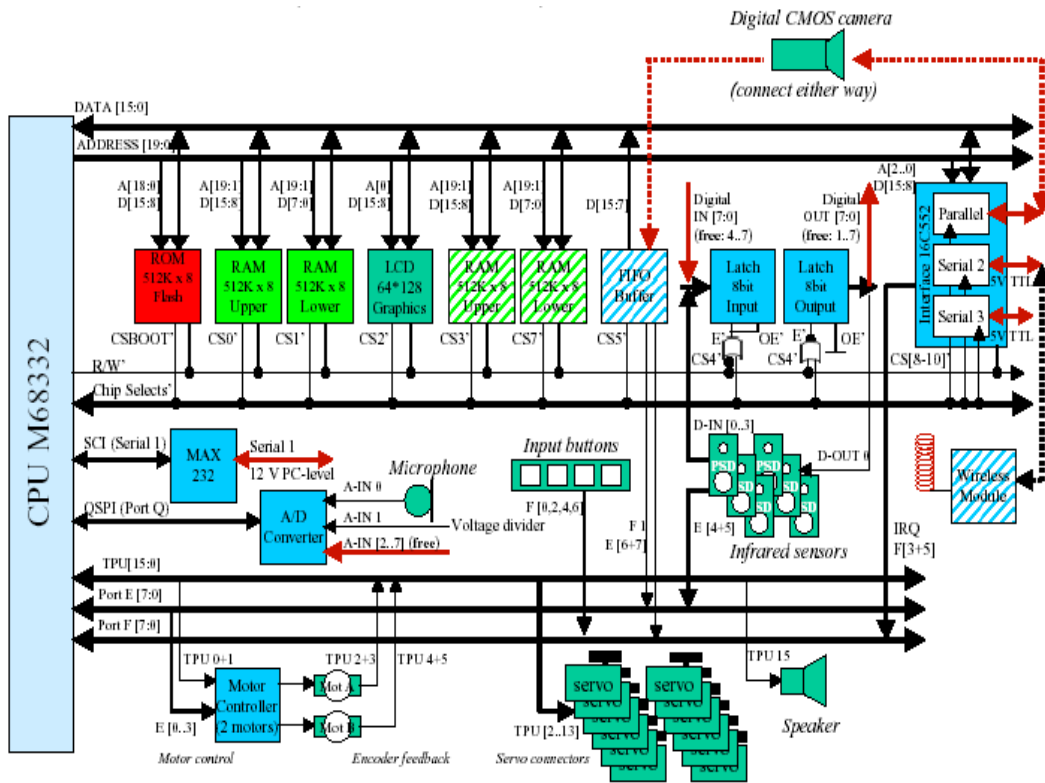 Digital CMOS camera
(connect either way)
DATA [15:0]
ADDRESS [19:0]
A[18:0]
D[15:8]
A[19:1]
D[15:8]
A[19:1]
D[7:0]
A[0]
D[15:8]
A[19:1]
D[15:8]
A[19:1]
D[7:0]
D[15:7]
Digital
IN [7:0]
(free: 4..7)
Digital
OUT [7:0]
(free: 1..7)
A[2..0]
D[15:8]
CPU M68332
ROM
512K x 8
Flash
RAM
512K x 8
Upper
RAM
512K x 8
Lower
LCD
64*128
Graphics
RAM
512K x 8
Upper
RAM
512K x 8
Lower
FIFO
Buffer
Latch
8bit
Input
Latch
8bit
Output
Interface 16C552
Parallel
Serial 2
5V TTL
Serial 3
5V TTL
CSBOOT'
CS0'
CS1'
CS2'
CS3'
CS7'
CS5'
E'
OE'
CS4'
E'
OE'
CS4'
CS[8-10]'
R/W'
Chip Selects'
SCI (Serial 1)
MAX
232
Serial 1
12 V PC-level
Microphone
Input buttons
D-IN [0..3]
D-OUT 0
PSD
PSD
SD
SD
SD
Wireless
Module
QSPI (Port Q)
A/D
Converter
A-IN 0
A-IN 1
Voltage divider
A-IN [2..7] (free)
F [0,2,4,6]
F 1
E [6+7]
E [4+5]
Infrared sensors
IRQ
F[3+5]
TPU[15:0]
Port E [7:0]
Port F [7:0]
TPU 0+1
TPU 2+3
TPU 4+5
TPU 15
Motor
Controller
(2 motors)
Mot A
Mot B
E [0..3]
servo
servo
servo
servo
servo
servo
servo
servo
servo
servo
servo
servo
TPU [2..13]
Speaker
Motor control
Encoder feedback
Servo connectors